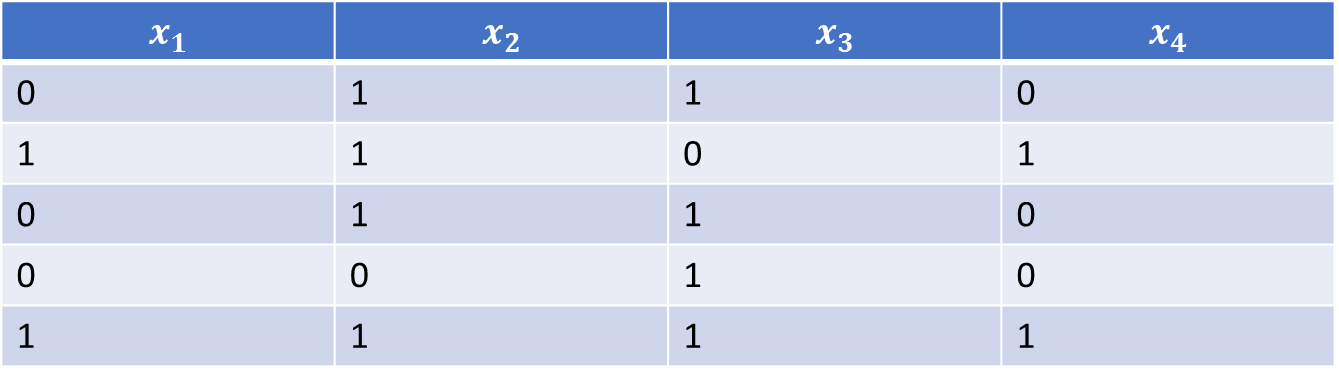 x₁ x₂ x₃ x₄
0 1 1 0
1 1 0 1
0 1 1 0
0 0 1 0
1 1 1 1